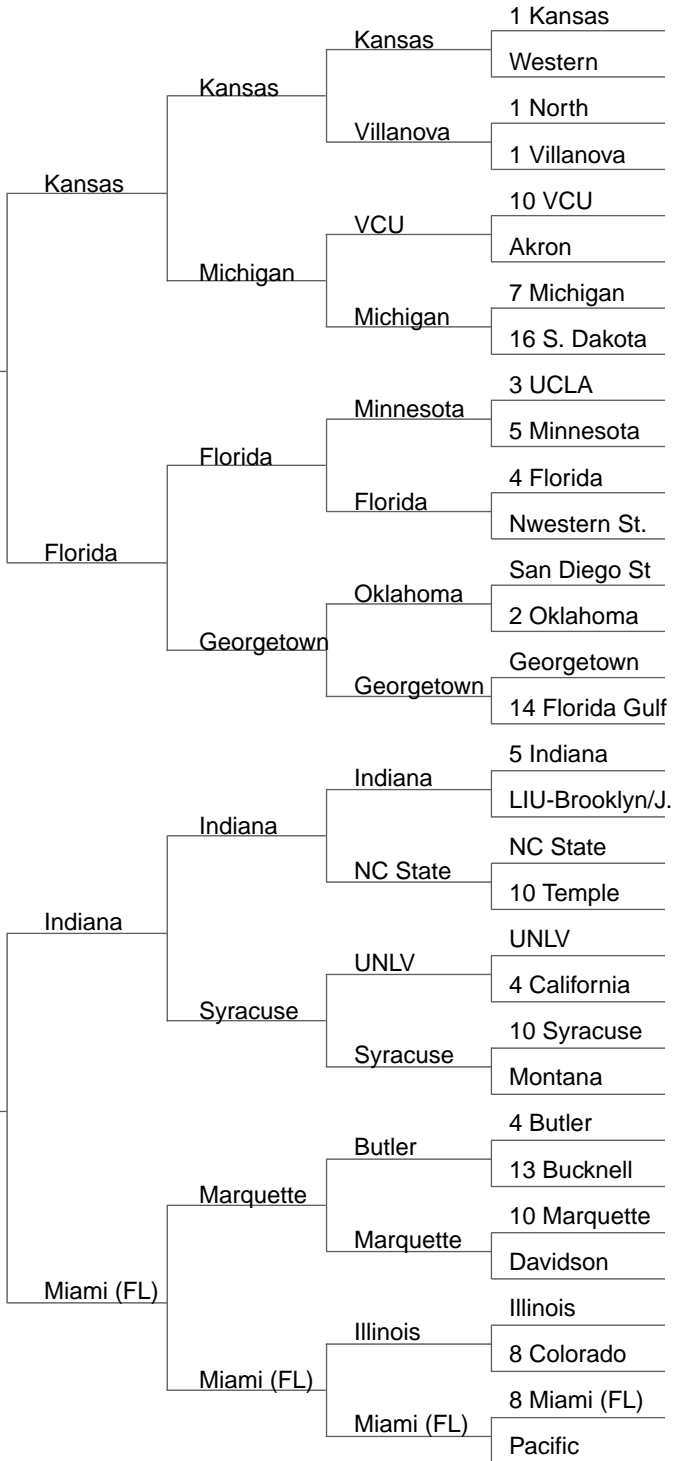 1 Kansas
Kansas
Western
Kansas
1 North
Villanova
1 Villanova
Kansas
10 VCU
VCU
Akron
Michigan
7 Michigan
Michigan
16 S. Dakota
3 UCLA
Minnesota
5 Minnesota
Florida
4 Florida
Florida
Nwestern St.
Florida
San Diego St
Oklahoma
2 Oklahoma
Georgetown
Georgetown
Georgetown
14 Florida Gulf
5 Indiana
Indiana
LIU-Brooklyn/J.
Indiana
NC State
NC State
10 Temple
Indiana
UNLV
UNLV
4 California
Syracuse
10 Syracuse
Syracuse
Montana
4 Butler
Butler
13 Bucknell
Marquette
10 Marquette
Marquette
Davidson
Miami (FL)
Illinois
Illinois
8 Colorado
Miami (FL)
8 Miami (FL)
Miami (FL)
Pacific